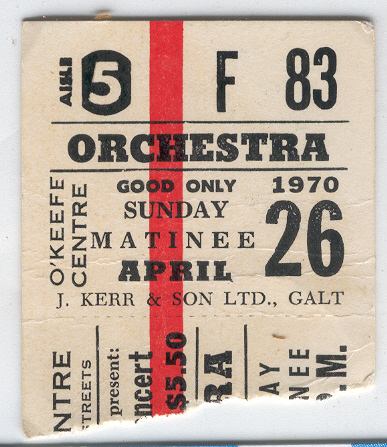 AISLE 5 F 83
ORCHESTRA
O'KEEFE
CENTRE
GOOD ONLY 1970
SUNDAY
MATINEE
APRIL
26
J. KERR & SON LTD., GALT
NTRE
STREETS
present:
oncert
$5.50
RA
AY
NEE
.M.